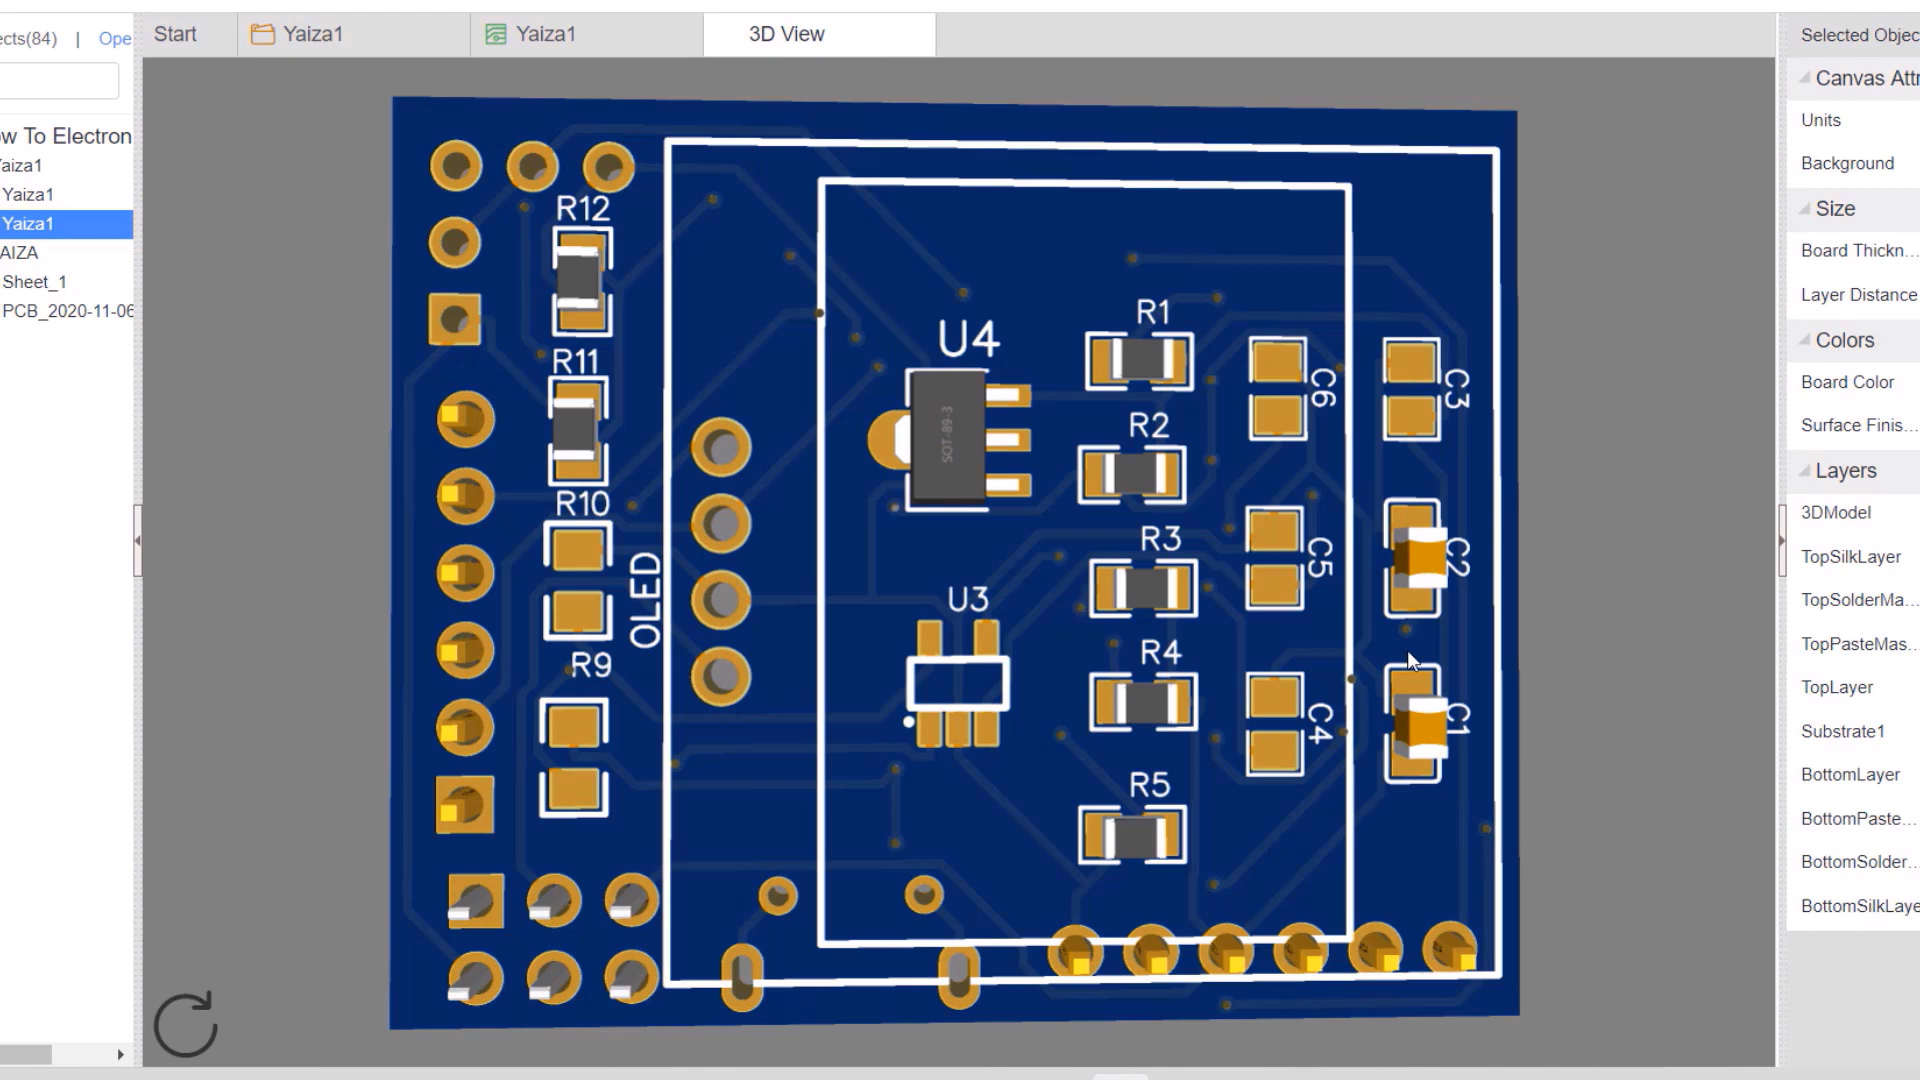 ects(84) | Ope
Start
Yaiza1
Yaiza1
3D View
Selected Objec
Canvas Attr
Units
Background
Size
Board Thickn...
Layer Distance
Colors
Board Color
Surface Finis...
Layers
3DModel
TopSilkLayer
TopSolderMa...
TopPasteMas...
TopLayer
Substrate1
BottomLayer
BottomPaste...
BottomSolder...
BottomSilkLaye
ow To Electron
Yaiza1
Yaiza1
Yaiza1
AIZA
Sheet_1
PCB_2020-11-06
R12
R11
R10
R9
OLED
U4
SOT-89-3
U3
R1
R2
R3
R4
R5
C6
C3
C5
C2
C4
C1